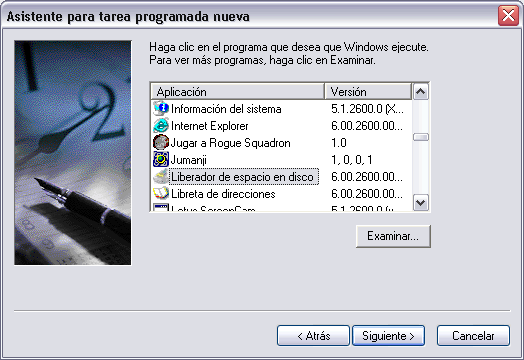 Asistente para tarea programada nueva
Haga clic en el programa que desea que Windows ejecute.
Para ver más programas, haga clic en Examinar.
Aplicación Versión
Información del sistema 5.1.2600.0 (X...
Internet Explorer 6.00.2600.00...
Jugar a Rogue Squadron 1.0
Jumanji 1, 0, 0, 1
Liberador de espacio en disco 6.00.2600.00...
Libreta de direcciones 6.00.2600.00...
Lotus ScreenCam 5.1.2600.0 (x...
Examinar...
< Atrás Siguiente > Cancelar